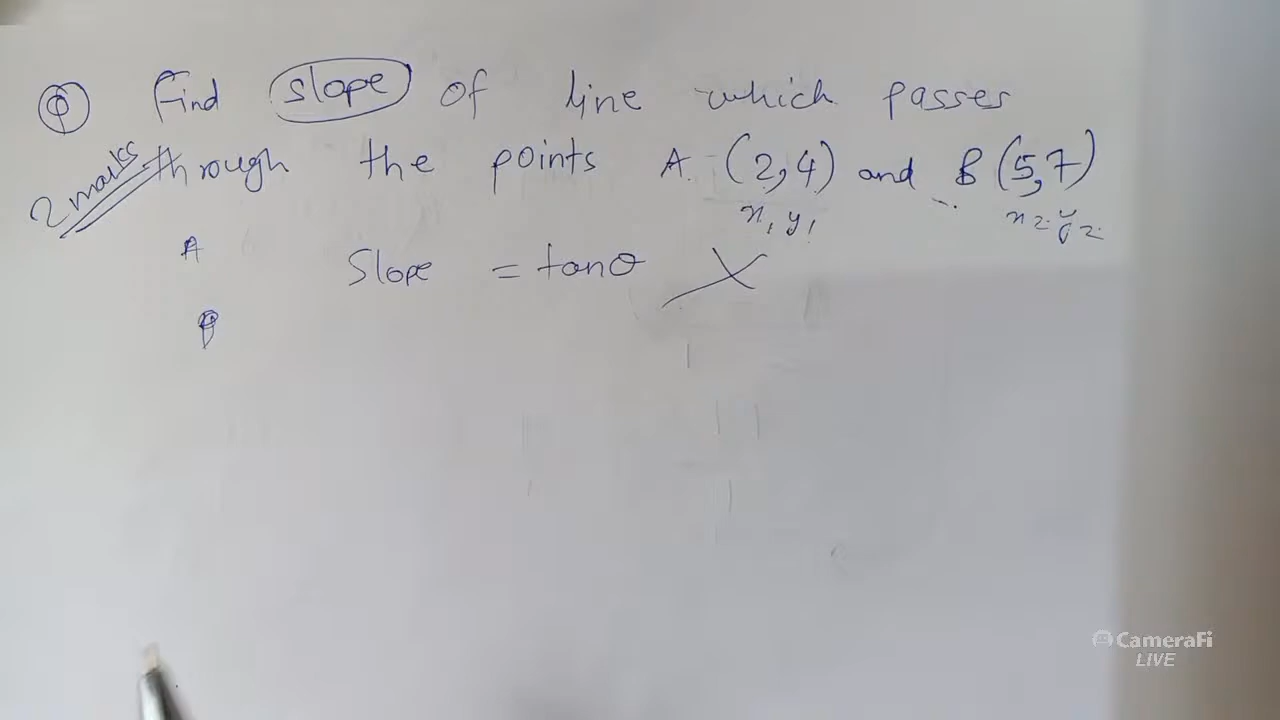 Q Find slope of line which passes
2 marks through the points A (2,4) and B (5,7)
x1 y1 x2 y2
A Slope = tanθ X
P
CameraFi
LIVE